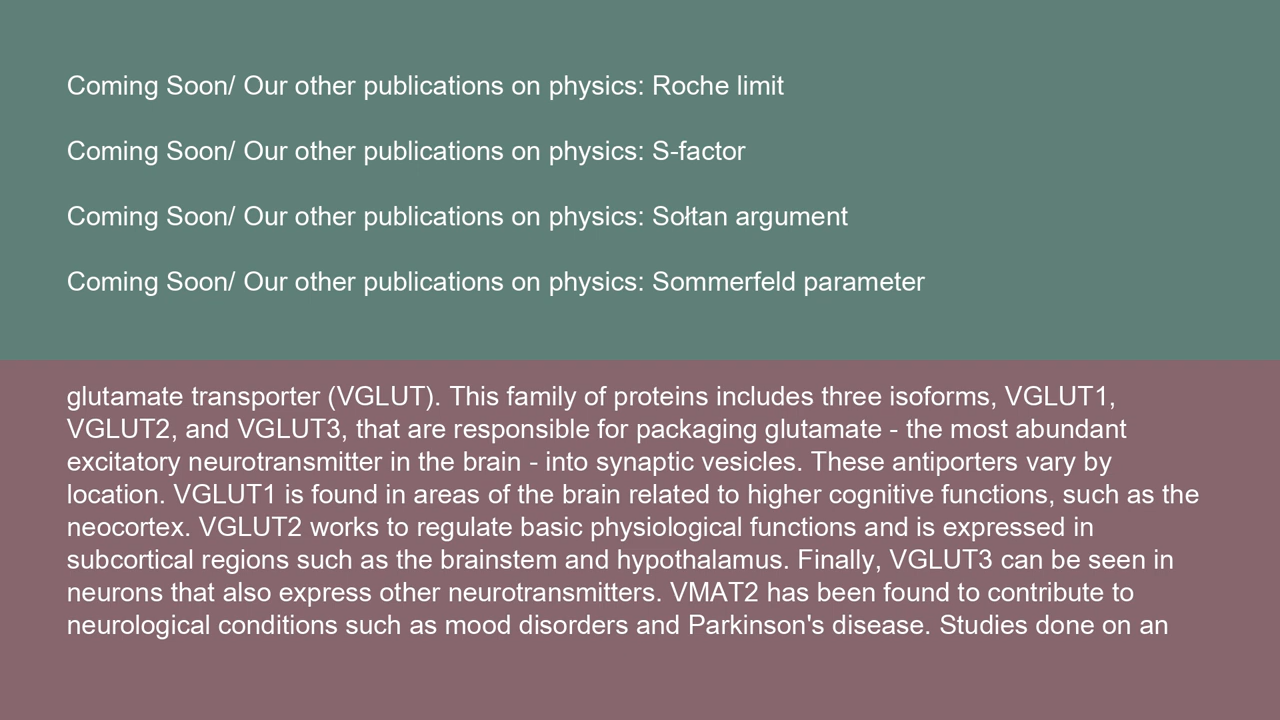 Coming Soon/ Our other publications on physics: Roche limit
Coming Soon/ Our other publications on physics: S-factor
Coming Soon/ Our other publications on physics: Sołtan argument
Coming Soon/ Our other publications on physics: Sommerfeld parameter
glutamate transporter (VGLUT). This family of proteins includes three isoforms, VGLUT1,
VGLUT2, and VGLUT3, that are responsible for packaging glutamate - the most abundant
excitatory neurotransmitter in the brain - into synaptic vesicles. These antiporters vary by
location. VGLUT1 is found in areas of the brain related to higher cognitive functions, such as the
neocortex. VGLUT2 works to regulate basic physiological functions and is expressed in
subcortical regions such as the brainstem and hypothalamus. Finally, VGLUT3 can be seen in
neurons that also express other neurotransmitters. VMAT2 has been found to contribute to
neurological conditions such as mood disorders and Parkinson's disease. Studies done on an